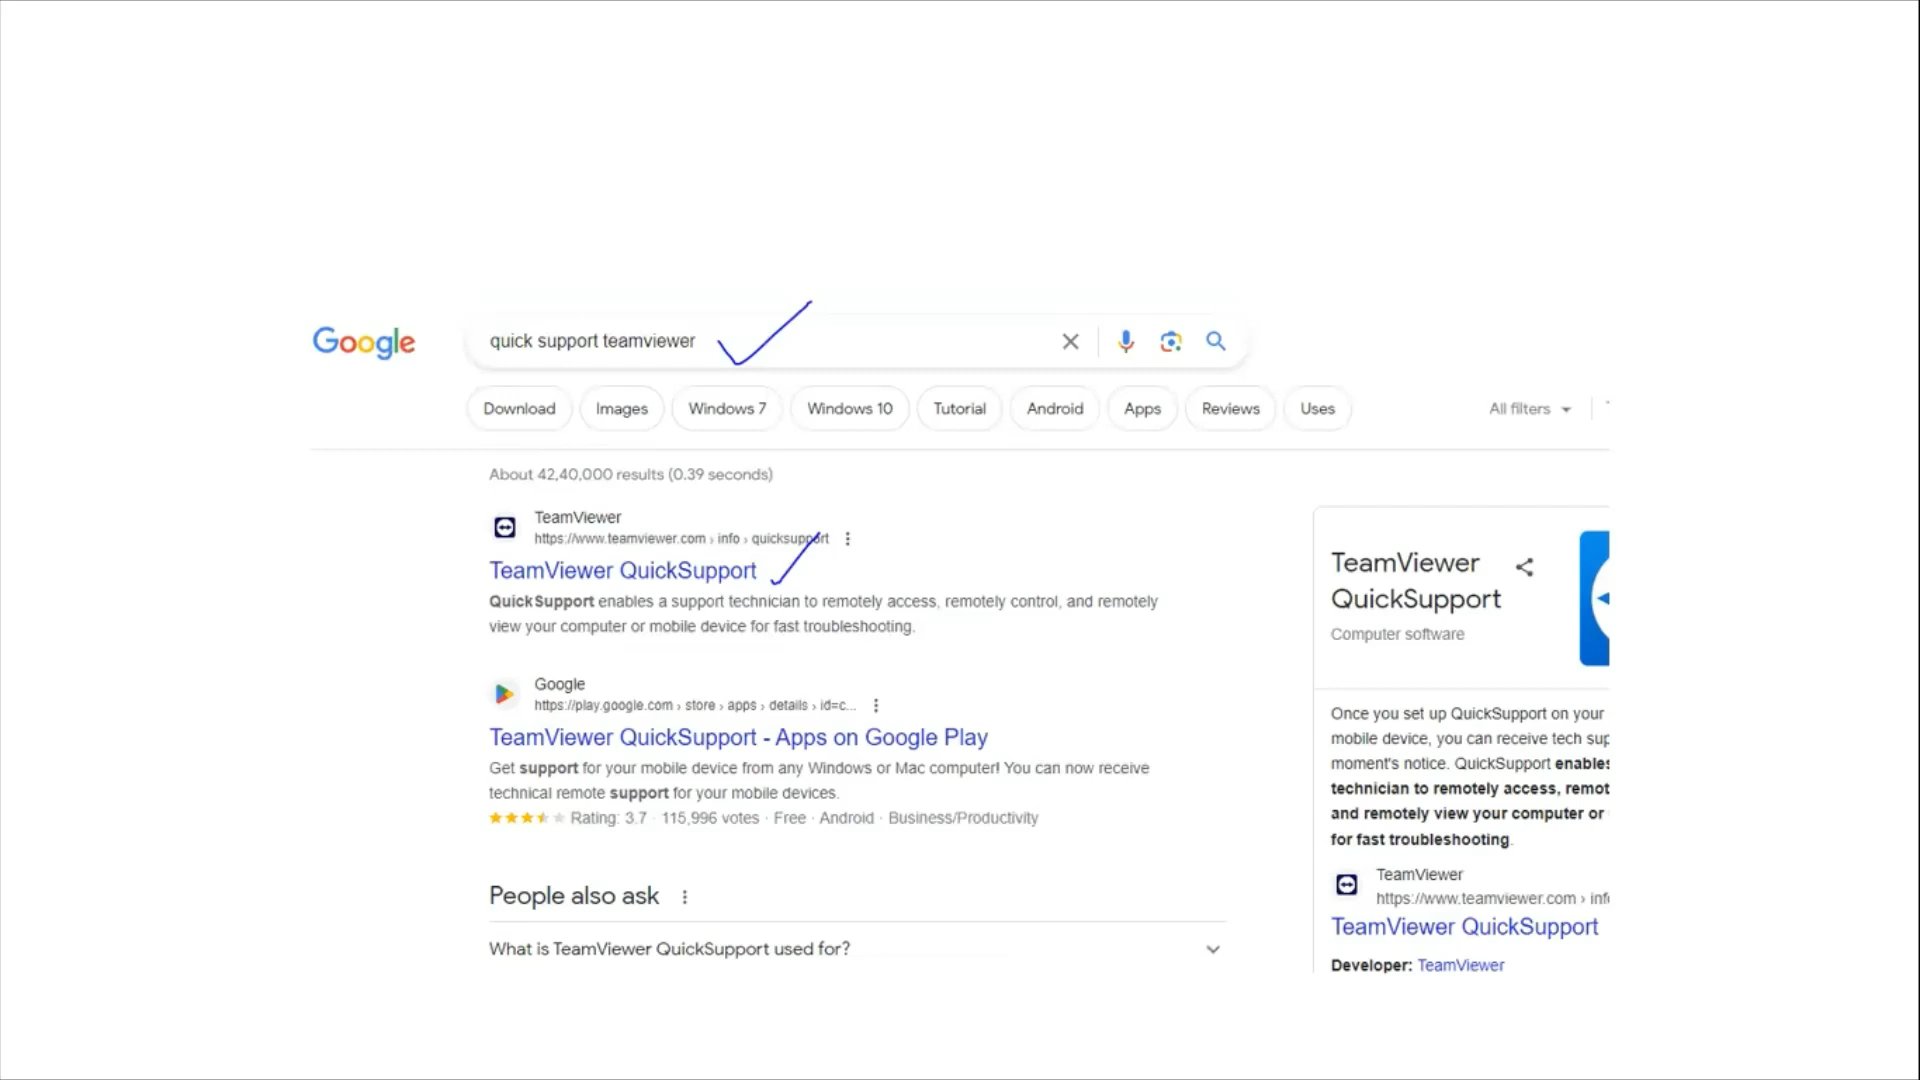 Google
quick support teamviewer
Download Images Windows 7 Windows 10 Tutorial Android Apps Reviews Uses All filters
About 42,40,000 results (0.39 seconds)
TeamViewer
https://www.teamviewer.com › info › quicksupport
TeamViewer QuickSupport
QuickSupport enables a support technician to remotely access, remotely control, and remotely
view your computer or mobile device for fast troubleshooting.
Google
https://play.google.com › store › apps › details › id=c...
TeamViewer QuickSupport - Apps on Google Play
Get support for your mobile device from any Windows or Mac computer! You can now receive
technical remote support for your mobile devices.
Rating: 3.7 · 115,996 votes · Free · Android · Business/Productivity
People also ask
What is TeamViewer QuickSupport used for?
TeamViewer
QuickSupport
Computer software
Once you set up QuickSupport on your
mobile device, you can receive tech sup
moment's notice. QuickSupport enables
technician to remotely access, remot
and remotely view your computer or
for fast troubleshooting.
TeamViewer
https://www.teamviewer.com › inf
TeamViewer QuickSupport
Developer: TeamViewer